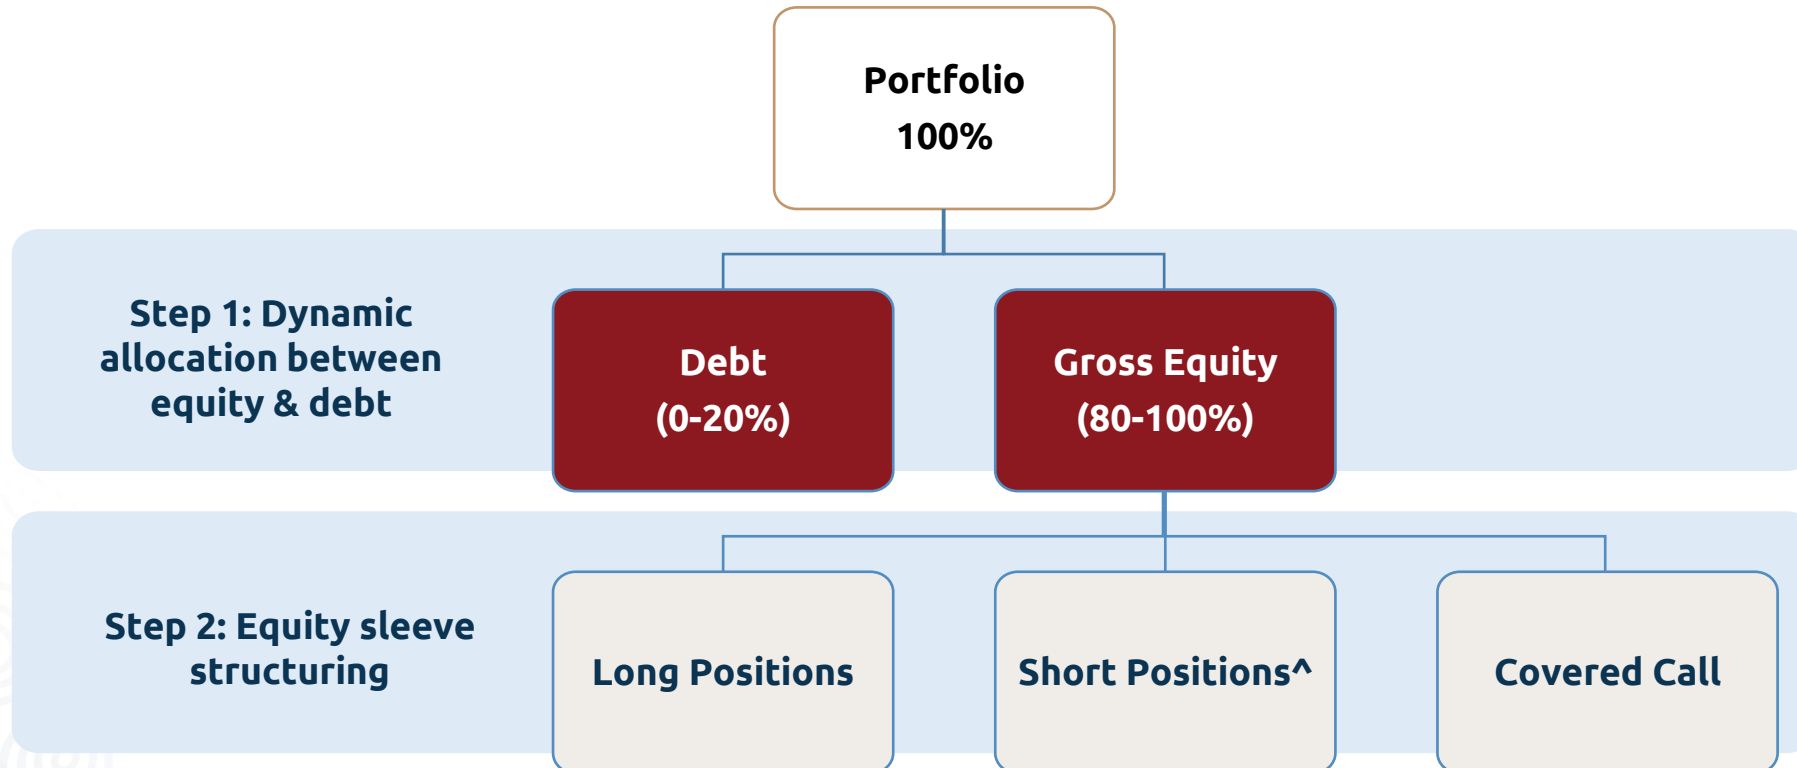 Portfolio
100%
Step 1: Dynamic
allocation between
equity & debt
Debt
(0-20%)
Gross Equity
(80-100%)
Step 2: Equity sleeve
structuring
Long Positions
Short Positions^
Covered Call